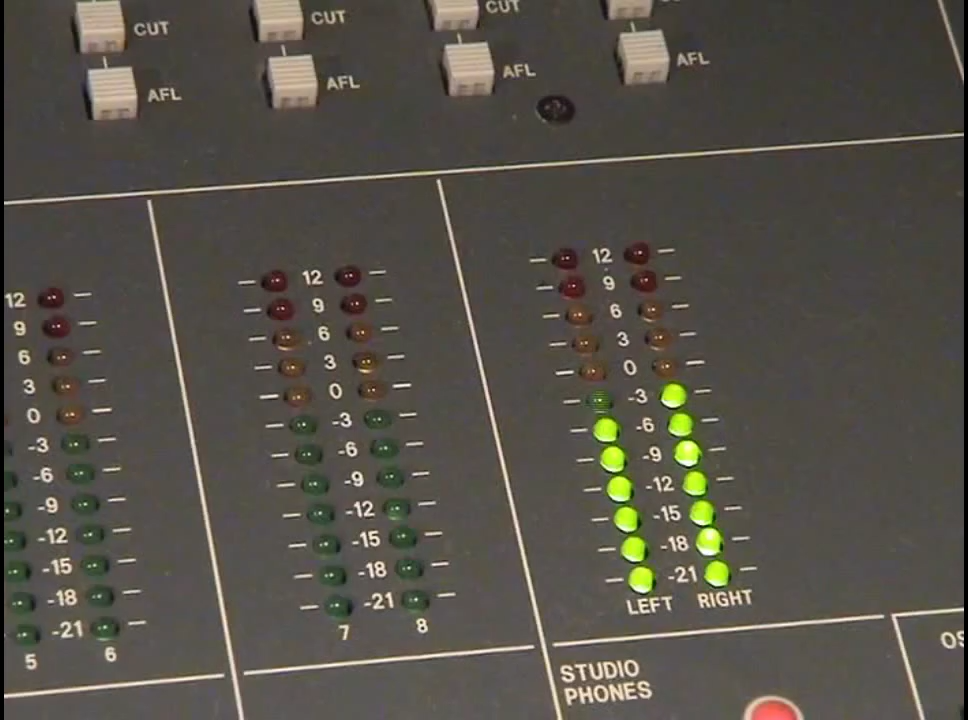 CUT CUT CUT
AFL AFL AFL AFL
12 12 12
9 9 9
6 6 6
3 3 3
0 0 0
-3 -3 -3
-6 -6 -6
-9 -9 -9
-12 -12 -12
-15 -15 -15
-18 -18 -18
-21 -21 -21
5 6 7 8 LEFT RIGHT
STUDIO
PHONES